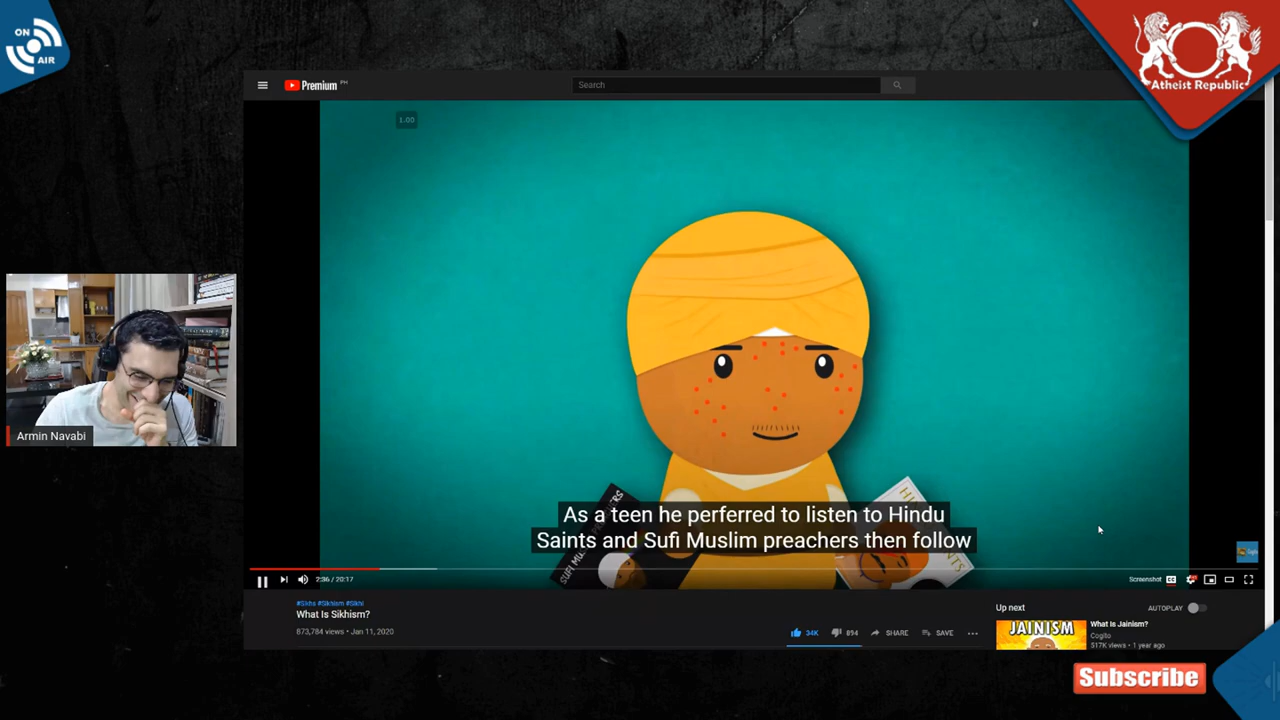 ON
AIR
Premium PH
Search
Atheist Republic
1.00
Armin Navabi
As a teen he perferred to listen to Hindu
Saints and Sufi Muslim preachers then follow
2:36 / 20:17
Screenshot
CC
#Sikhs #Sikhism #Sikhi
What Is Sikhism?
873,784 views • Jan 11, 2020
34K
894
SHARE
SAVE
Up next
AUTOPLAY
JAINISM
What Is Jainism?
Cogito
517K views • 1 year ago
Subscribe